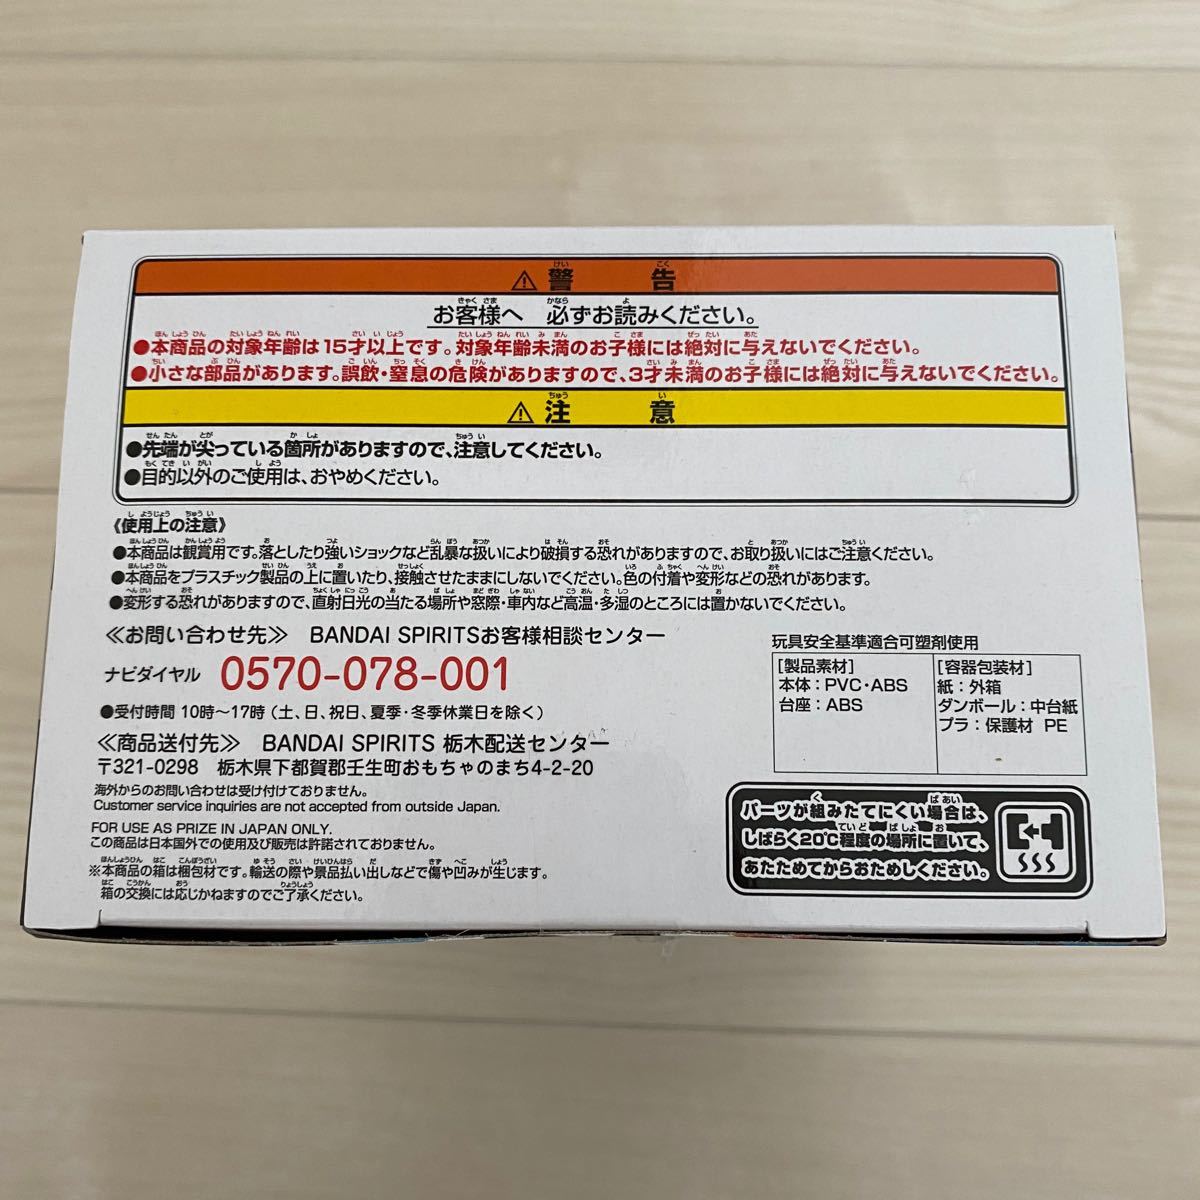 ⚠ 警告
お客様へ 必ずお読みください。
●本商品の対象年齢は15才以上です。対象年齢未満のお子様には絶対に与えないでください。
●小さな部品があります。誤飲・窒息の危険がありますので、3才未満のお子様には絶対に与えないでください。
⚠ 注意
●先端が尖っている箇所がありますので、注意してください。
●目的以外のご使用は、おやめください。
《使用上の注意》
●本商品は観賞用です。落としたり強いショックなど乱暴な扱いにより破損する恐れがありますので、お取り扱いにはご注意ください。
●本商品をプラスチック製品の上に置いたり、接触させたままにしないでください。色の付着や変形などの恐れがあります。
●変形する恐れがありますので、直射日光の当たる場所や窓際・車内など高温・多湿のところには置かないでください。
≪お問い合わせ先≫ BANDAI SPIRITSお客様相談センター
ナビダイヤル 0570-078-001
●受付時間 10時〜17時(土、日、祝日、夏季・冬季休業日を除く)
≪商品送付先≫ BANDAI SPIRITS 栃木配送センター
〒321-0298 栃木県下都賀郡壬生町おもちゃのまち4-2-20
海外からのお問い合わせは受け付けておりません。
Customer service inquiries are not accepted from outside Japan.
FOR USE AS PRIZE IN JAPAN ONLY.
この商品は日本国外での使用及び販売は許諾されておりません。
※本商品の箱は梱包材です。輸送の際や景品払い出しなどで傷や凹みが生じます。
箱の交換には応じかねますのでご了承ください。
玩具安全基準適合可塑剤使用
[製品素材]
本体:PVC・ABS
台座:ABS
[容器包装材]
紙:外箱
ダンボール:中台紙
プラ:保護材 PE
パーツが組みたてにくい場合は、
しばらく20℃程度の場所に置いて、
あたためてからおためしください。